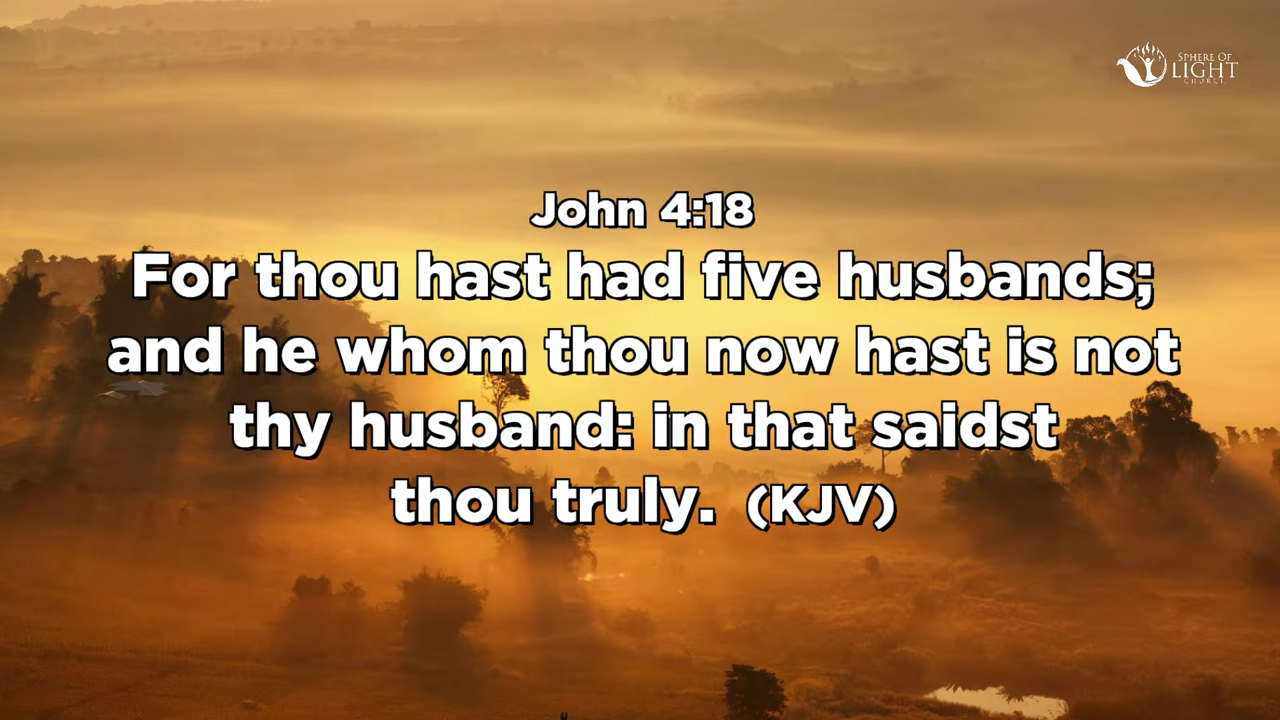 SPHERE OF
LIGHT
CHURCH
John 4:18
For thou hast had five husbands;
and he whom thou now hast is not
thy husband: in that saidst
thou truly. (KJV)